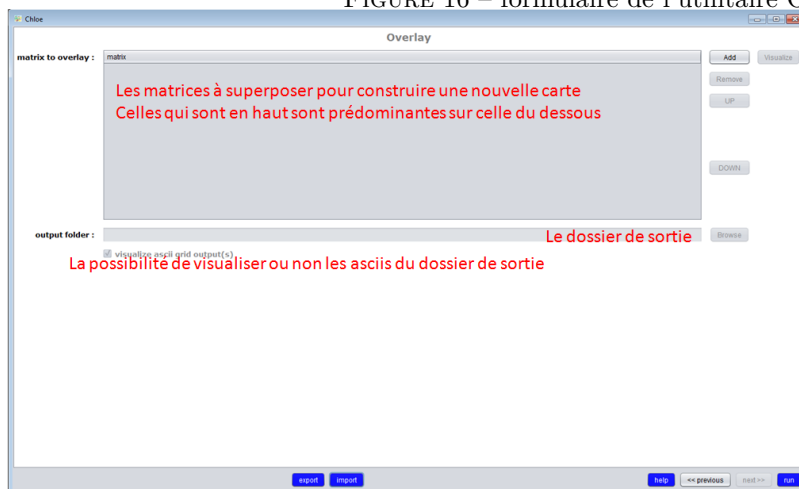 FIGURE 16 – formulaire de l'utilitaire
Chloe
Overlay
matrix to overlay :
matrix
Add
Visualize
Remove
UP
DOWN
Les matrices à superposer pour construire une nouvelle carte
Celles qui sont en haut sont prédominantes sur celle du dessous
output folder :
Le dossier de sortie
Browse
visualize ascii grid output(s)
La possibilité de visualiser ou non les asciis du dossier de sortie
export
import
help
<< previous
next >>
run